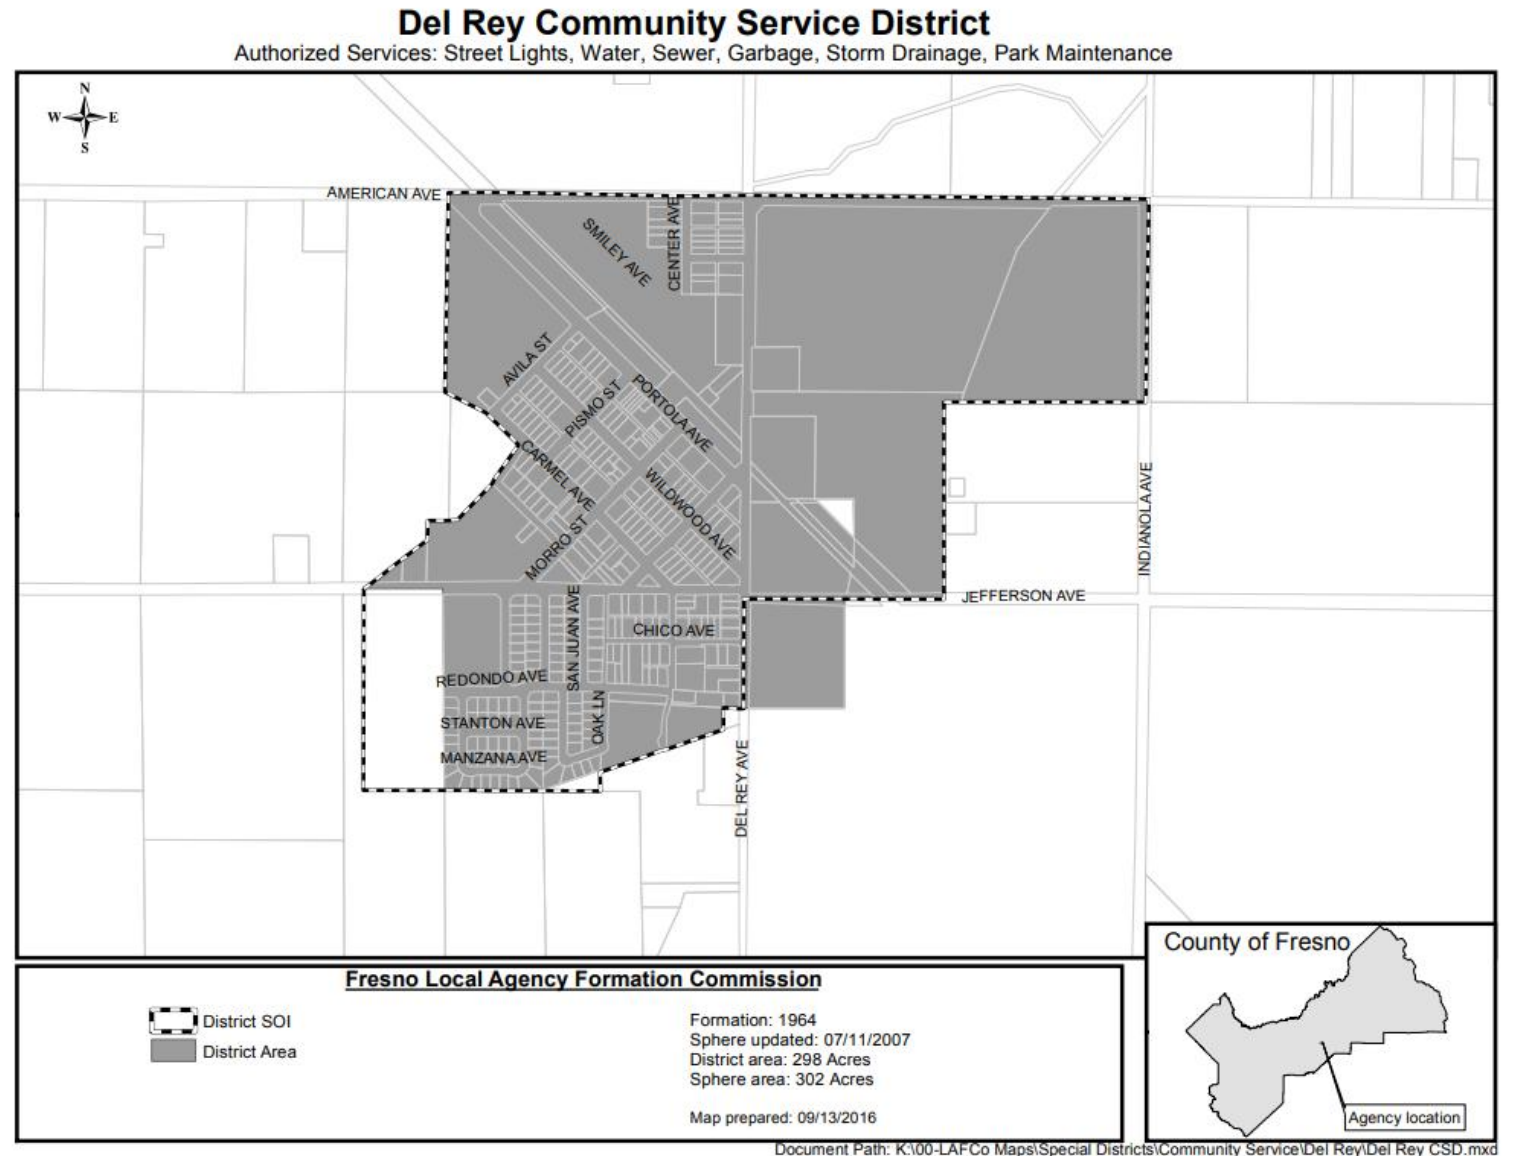 Del Rey Community Service District
Authorized Services: Street Lights, Water, Sewer, Garbage, Storm Drainage, Park Maintenance
N
W E
S
AMERICAN AVE
SMILEY AVE
CENTER AVE
AVILA ST
PISMO ST
PORTOLA AVE
CARMEL AVE
WILDWOOD AVE
MORRO ST
INDIANOLA AVE
JEFFERSON AVE
SAN JUAN AVE
CHICO AVE
REDONDO AVE
OAK LN
STANTON AVE
MANZANA AVE
DEL REY AVE
County of Fresno
Agency location
Fresno Local Agency Formation Commission
District SOI
District Area
Formation: 1964
Sphere updated: 07/11/2007
District area: 298 Acres
Sphere area: 302 Acres
Map prepared: 09/13/2016
Document Path: K:\00-LAFCo Maps\Special Districts\Community Service\Del Rey\Del Rey CSD.mxd